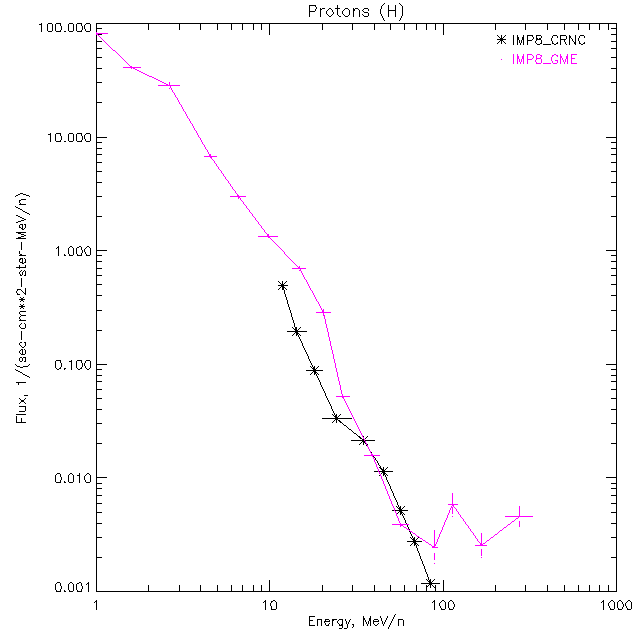 Protons (H)
100.000
IMP8_CRNC
IMP8_GME
10.000
1.000
0.100
0.010
0.001
Flux, 1/(sec-cm**2-ster-MeV/n)
1
10
100
1000
Energy, MeV/n